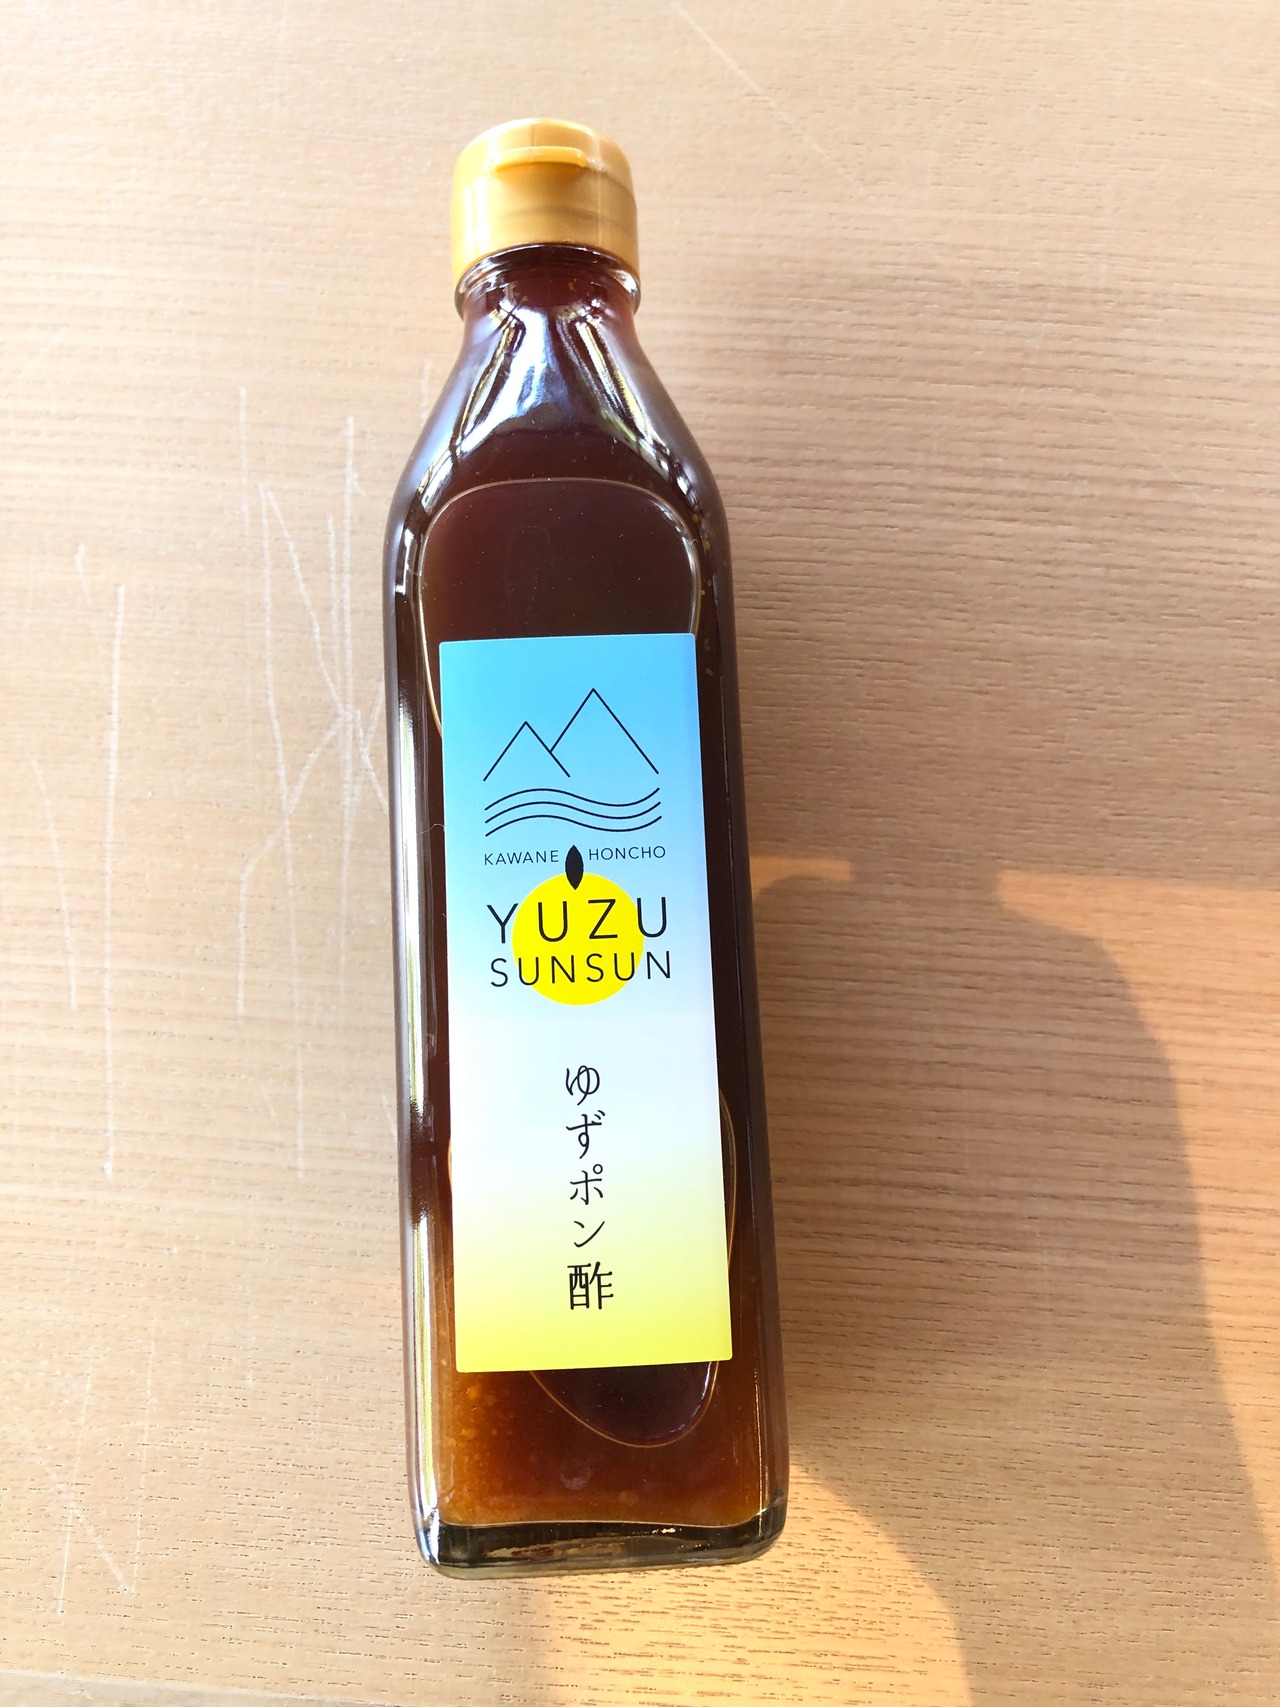 KAWANE HONCHO
YUZU
SUNSUN
ゆずポン酢